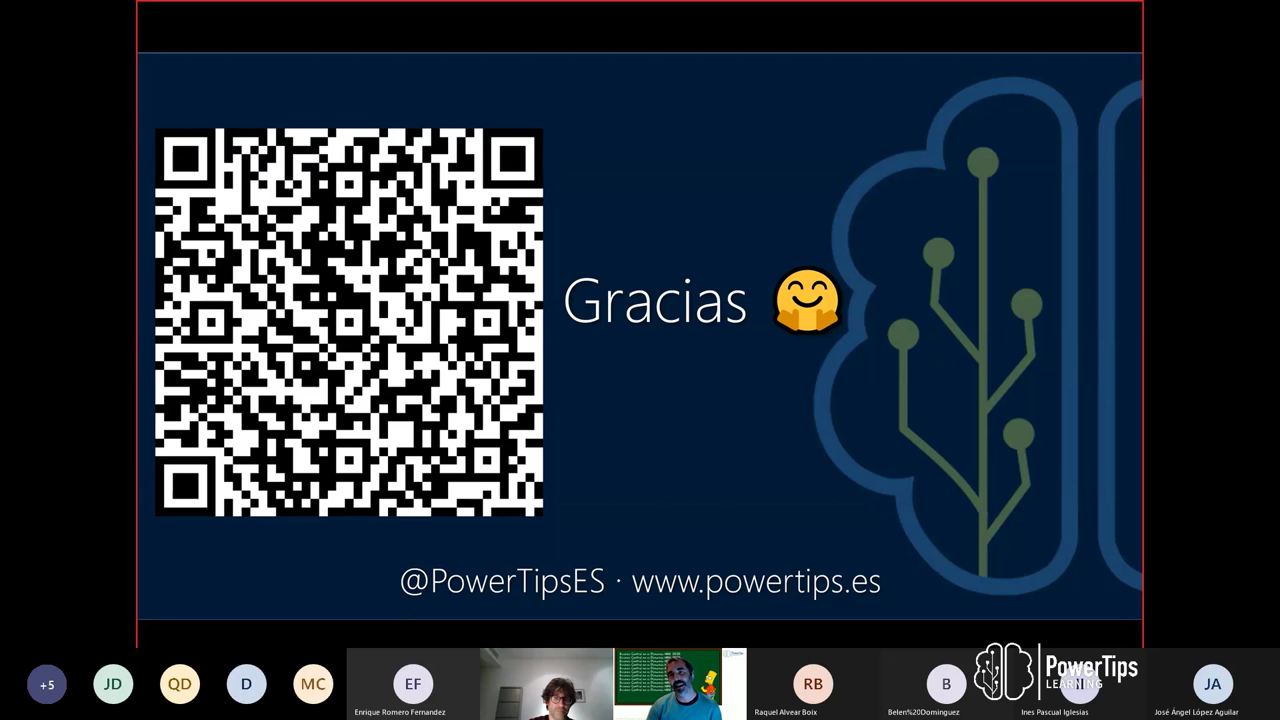 Gracias
@PowerTipsES · www.powertips.es
+5
JD
QD
D
MC
EF
Enrique Romero Fernandez
RB
Raquel Alvear Boix
B
Belen%20Dominguez
Ines Pascual Iglesias
JA
José Ángel López Aguilar
PowerTips
LEARNING